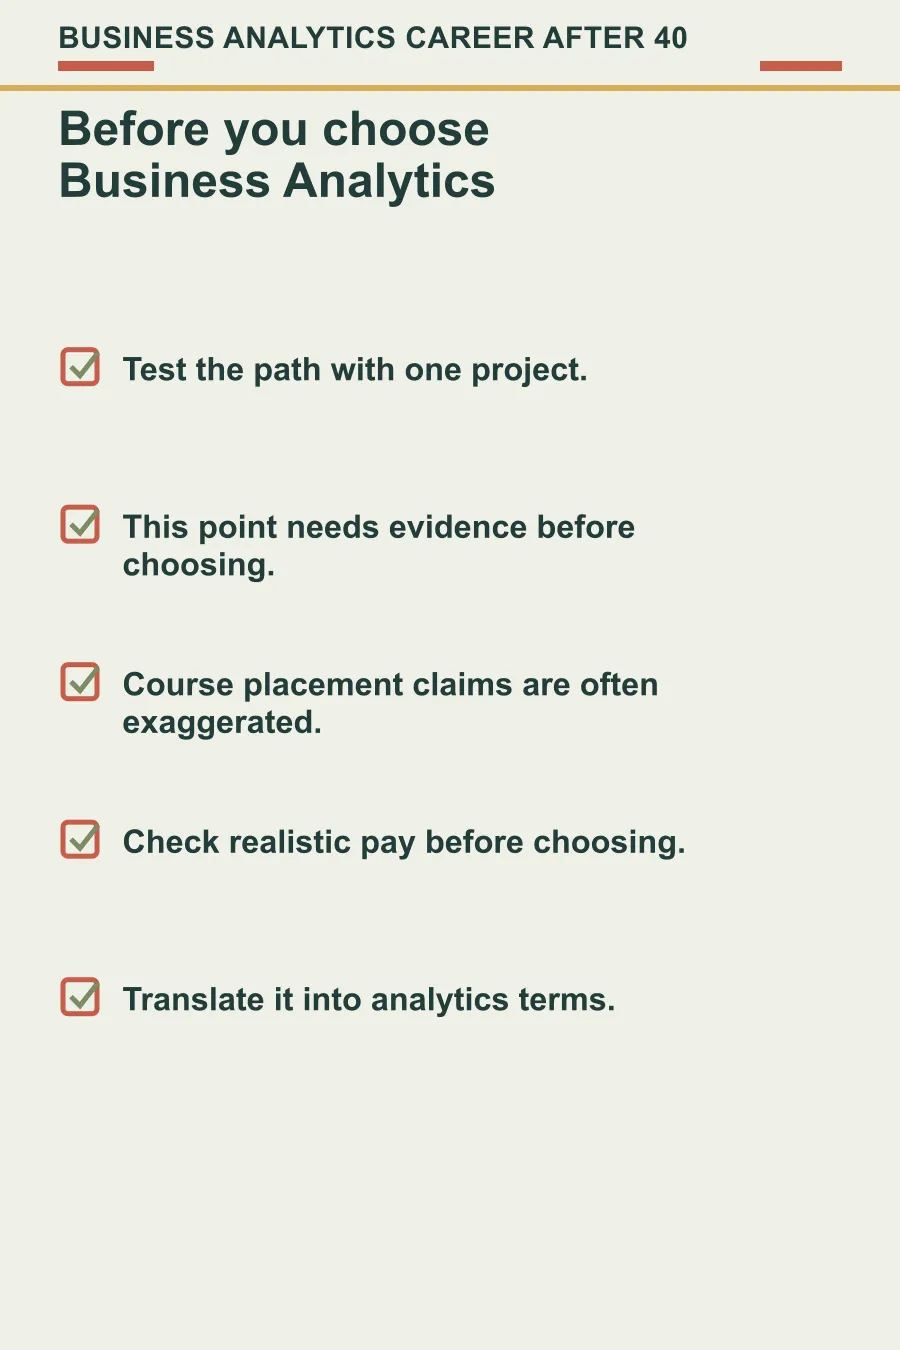 BUSINESS ANALYTICS CAREER AFTER 40
Before you choose
Business Analytics
Test the path with one project.
This point needs evidence before
choosing.
Course placement claims are often
exaggerated.
Check realistic pay before choosing.
Translate it into analytics terms.